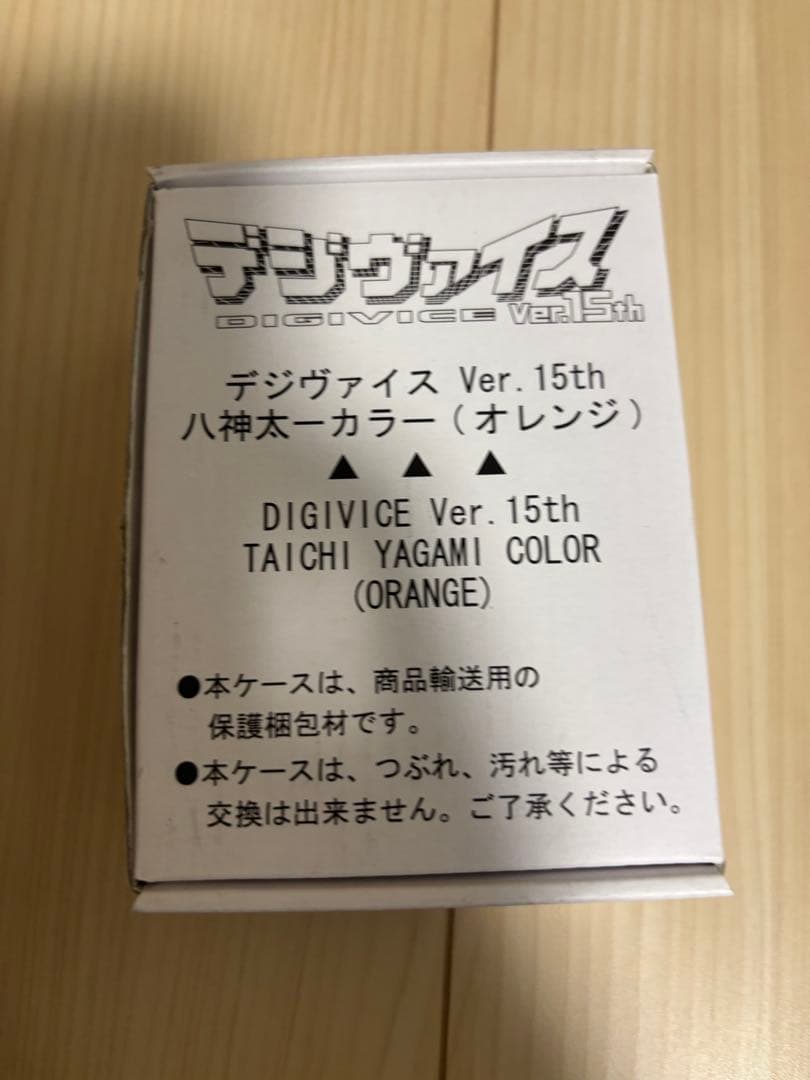 デジヴァイス
DIGIVICE Ver.15th
デジヴァイス Ver.15th
八神太一カラー(オレンジ)
▲ ▲ ▲
DIGIVICE Ver.15th
TAICHI YAGAMI COLOR
(ORANGE)
●本ケースは、商品輸送用の
保護梱包材です。
●本ケースは、つぶれ、汚れ等による
交換は出来ません。ご了承ください。